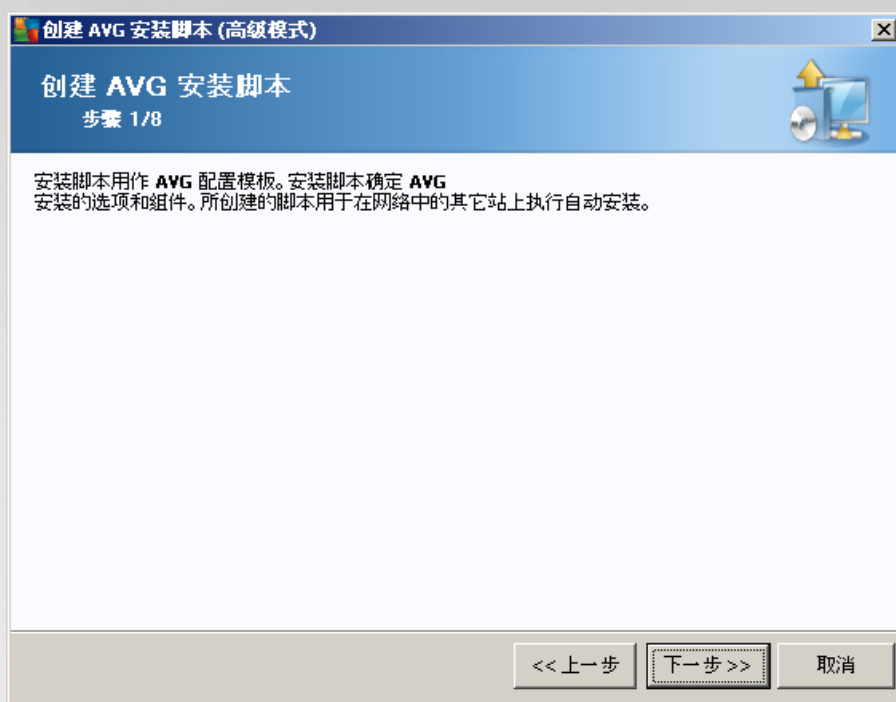 创建 AVG 安装脚本 (高级模式)
创建 AVG 安装脚本
步骤 1/8
安装脚本用作 AVG 配置模板。安装脚本确定 AVG
安装的选项和组件。所创建的脚本用于在网络中的其它站上执行自动安装。
<< 上一步
下一步 >>
取消